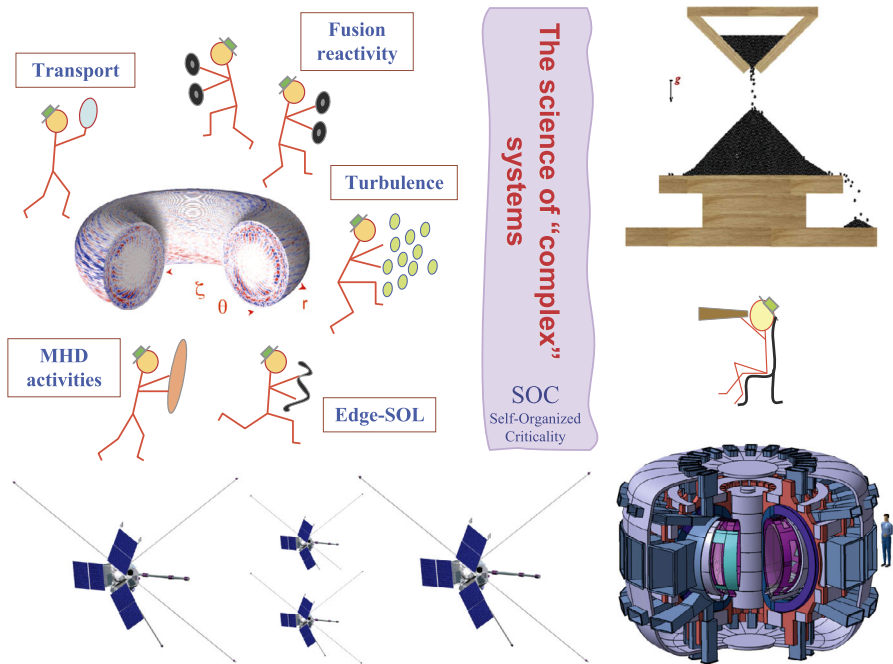 Fusion
reactivity
Transport
Turbulence
ζ
θ
r
MHD
activities
Edge-SOL
The science of “complex”
systems
SOC
Self-Organized
Criticality
g